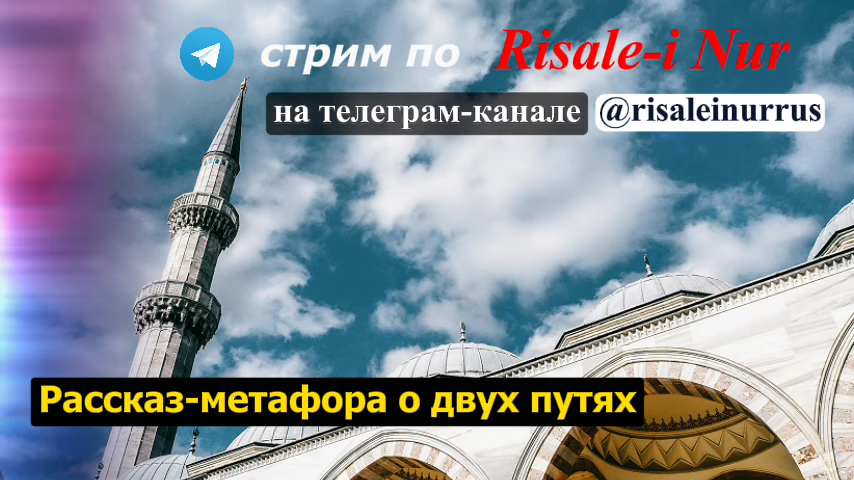 стрим по Risale-i Nur
на телеграм-канале @risaleinurrus
Рассказ-метафора о двух путях